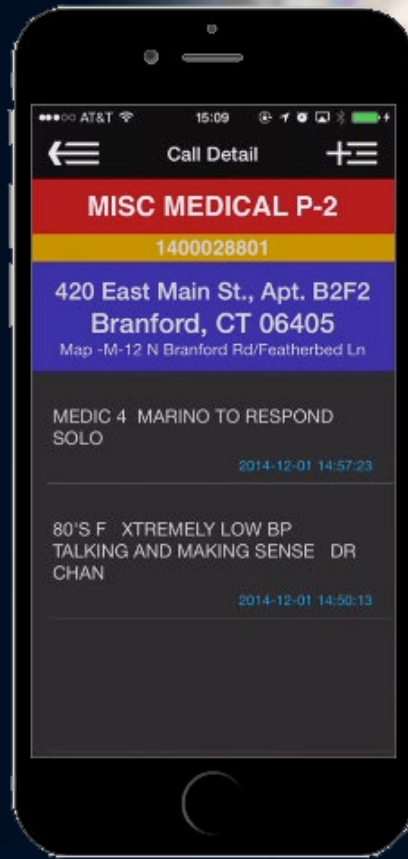 AT&T 15:09
Call Detail
MISC MEDICAL P-2
1400028801
420 East Main St., Apt. B2F2
Branford, CT 06405
Map -M-12 N Branford Rd/Featherbed Ln
MEDIC 4 MARINO TO RESPOND
SOLO
2014-12-01 14:57:23
80'S F XTREMELY LOW BP
TALKING AND MAKING SENSE DR
CHAN
2014-12-01 14:50:13